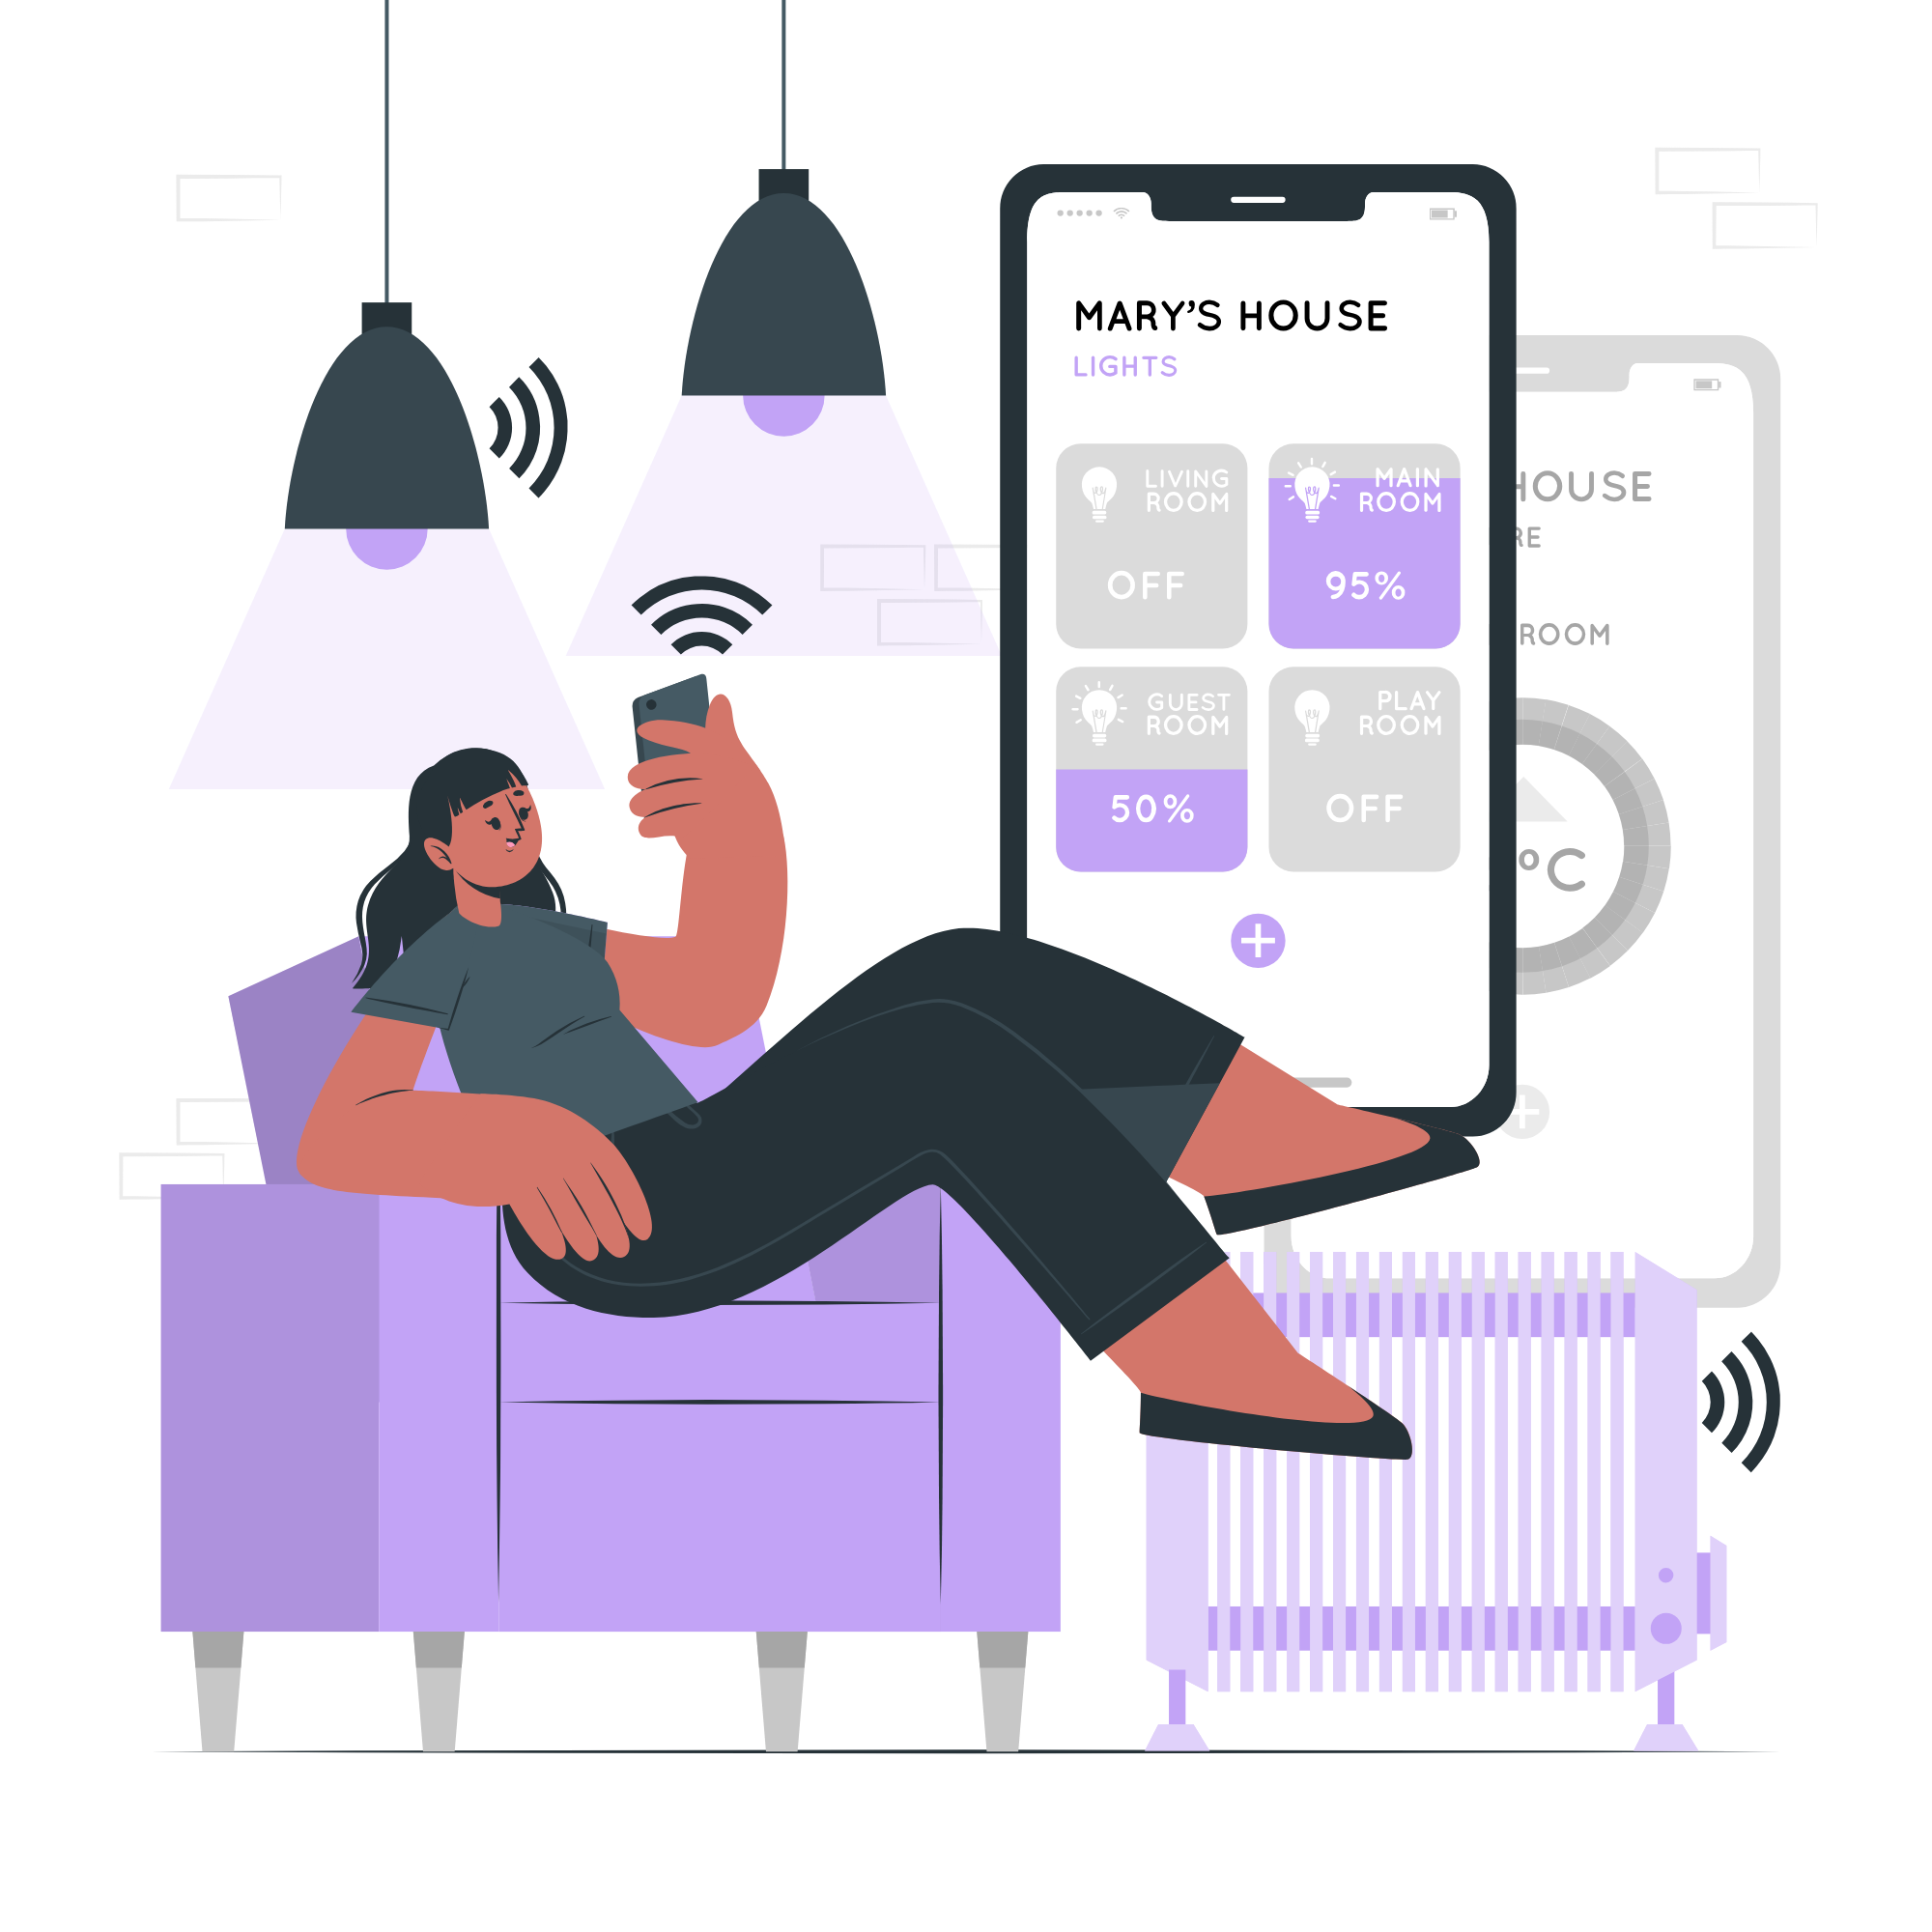 MARY'S HOUSE
LIGHTS
LIVING
ROOM
OFF
MAIN
ROOM
95%
GUEST
ROOM
50%
PLAY
ROOM
OFF
HOUSE
RE
ROOM
°C